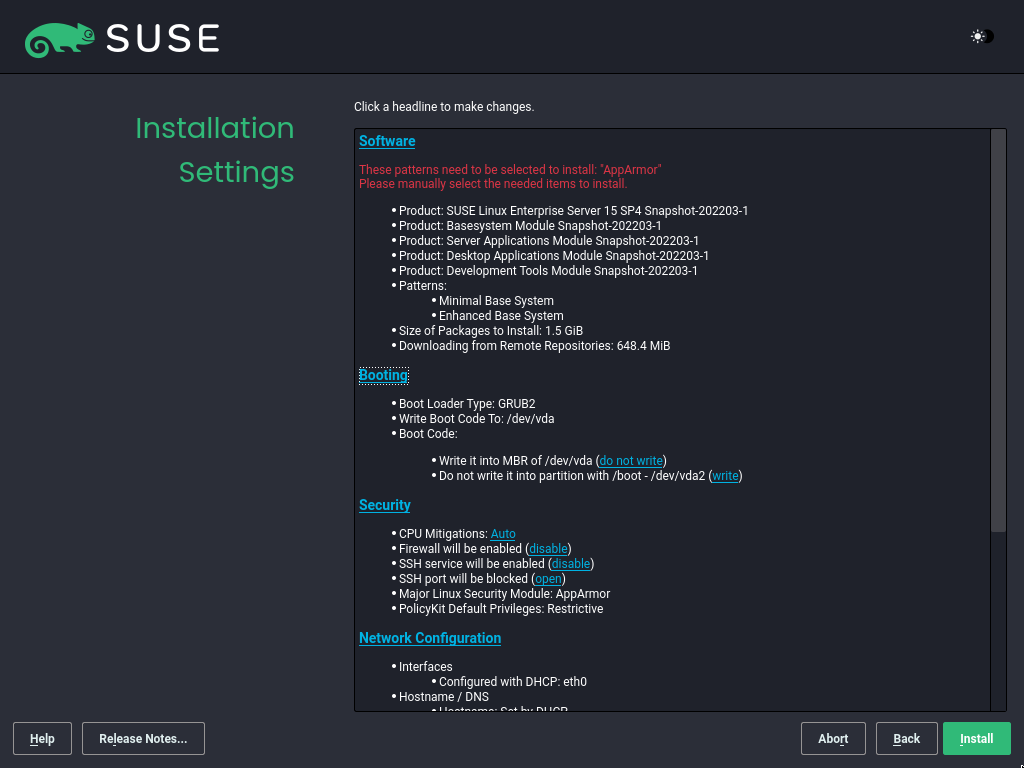 SUSE
Installation
Settings
Click a headline to make changes.
Software
These patterns need to be selected to install: "AppArmor"
Please manually select the needed items to install.
• Product: SUSE Linux Enterprise Server 15 SP4 Snapshot-202203-1
• Product: Basesystem Module Snapshot-202203-1
• Product: Server Applications Module Snapshot-202203-1
• Product: Desktop Applications Module Snapshot-202203-1
• Product: Development Tools Module Snapshot-202203-1
• Patterns:
• Minimal Base System
• Enhanced Base System
• Size of Packages to Install: 1.5 GiB
• Downloading from Remote Repositories: 648.4 MiB
Booting
• Boot Loader Type: GRUB2
• Write Boot Code To: /dev/vda
• Boot Code:
• Write it into MBR of /dev/vda (do not write)
• Do not write it into partition with /boot - /dev/vda2 (write)
Security
• CPU Mitigations: Auto
• Firewall will be enabled (disable)
• SSH service will be enabled (disable)
• SSH port will be blocked (open)
• Major Linux Security Module: AppArmor
• PolicyKit Default Privileges: Restrictive
Network Configuration
• Interfaces
• Configured with DHCP: eth0
• Hostname / DNS
• Hostname: Set by DHCP
Help
Release Notes...
Abort
Back
Install